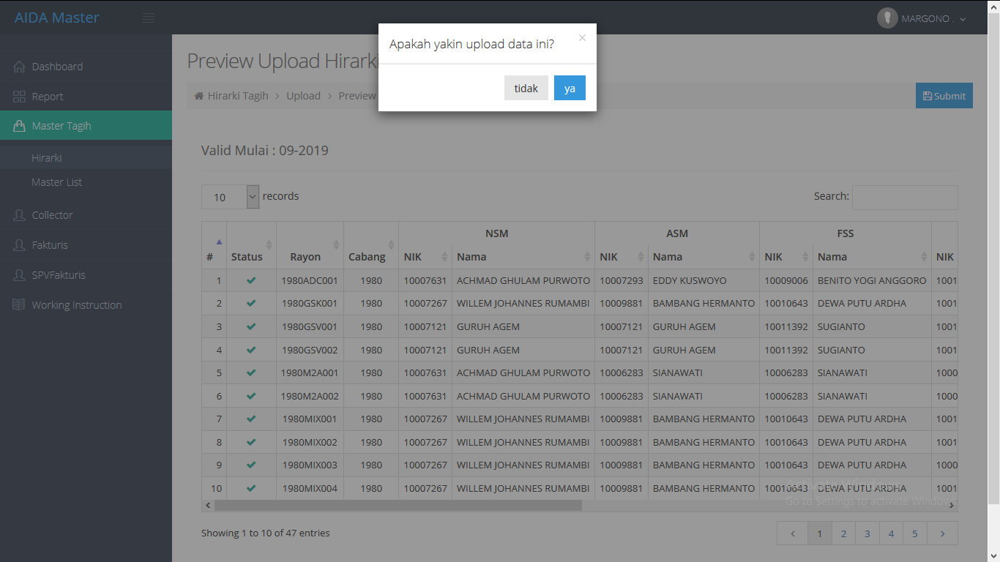 AIDA Master
MARGONO .
Apakah yakin upload data ini?
×
tidak
ya
Dashboard
Report
Master Tagih
Hirarki
Master List
Collector
Fakturis
SPVFakturis
Working Instruction
Preview Upload Hirarki
Hirarki Tagih > Upload > Preview
Submit
Valid Mulai : 09-2019
10 records
Search:
NSM ASM FSS
# Status Rayon Cabang NIK Nama NIK Nama NIK Nama NIK
1 1980ADC001 1980 10007631 ACHMAD GHULAM PURWOTO 10007293 EDDY KUSWOYO 10009006 BENITO YOGI ANGGORO 1001
2 1980GSK001 1980 10007267 WILLEM JOHANNES RUMAMBI 10009881 BAMBANG HERMANTO 10010643 DEWA PUTU ARDHA 1001
3 1980GSV001 1980 10007121 GURUH AGEM 10007121 GURUH AGEM 10011392 SUGIANTO 1001
4 1980GSV002 1980 10007121 GURUH AGEM 10007121 GURUH AGEM 10011392 SUGIANTO 1001
5 1980M2A001 1980 10007631 ACHMAD GHULAM PURWOTO 10006283 SIANAWATI 10006283 SIANAWATI 1000
6 1980M2A002 1980 10007631 ACHMAD GHULAM PURWOTO 10006283 SIANAWATI 10006283 SIANAWATI 1000
7 1980MIX001 1980 10007267 WILLEM JOHANNES RUMAMBI 10009881 BAMBANG HERMANTO 10010643 DEWA PUTU ARDHA 1001
8 1980MIX002 1980 10007267 WILLEM JOHANNES RUMAMBI 10009881 BAMBANG HERMANTO 10010643 DEWA PUTU ARDHA 1001
9 1980MIX003 1980 10007267 WILLEM JOHANNES RUMAMBI 10009881 BAMBANG HERMANTO 10010643 DEWA PUTU ARDHA 1000
10 1980MIX004 1980 10007267 WILLEM JOHANNES RUMAMBI 10009881 BAMBANG HERMANTO 10010643 DEWA PUTU ARDHA 1001
Activate Windows
Go to Settings to activate Windows.
Showing 1 to 10 of 47 entries
< 1 2 3 4 5 >